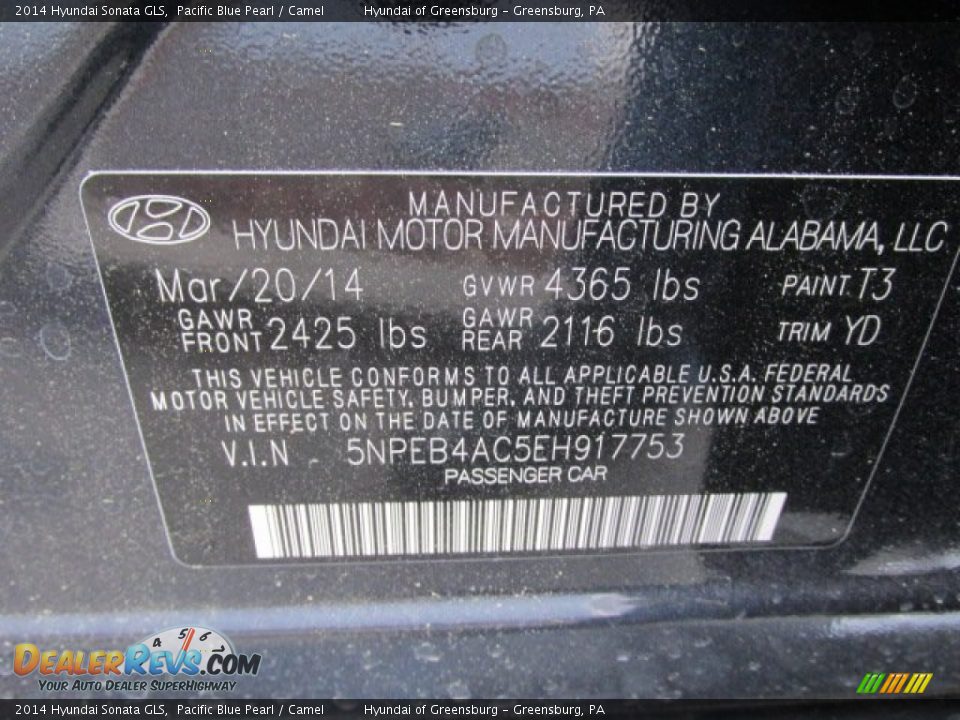 2014 Hyundai Sonata GLS, Pacific Blue Pearl / Camel Hyundai of Greensburg - Greensburg, PA
MANUFACTURED BY
HYUNDAI MOTOR MANUFACTURING ALABAMA, LLC
Mar/20/14 GVWR 4365 lbs PAINT T3
GAWR FRONT 2425 lbs GAWR REAR 2116 lbs TRIM YD
THIS VEHICLE CONFORMS TO ALL APPLICABLE U.S.A. FEDERAL
MOTOR VEHICLE SAFETY, BUMPER, AND THEFT PREVENTION STANDARDS
IN EFFECT ON THE DATE OF MANUFACTURE SHOWN ABOVE
V.I.N 5NPEB4AC5EH917753
PASSENGER CAR
4 5 6
DEALERREVS.COM
YOUR AUTO DEALER SUPERHIGHWAY
2014 Hyundai Sonata GLS, Pacific Blue Pearl / Camel Hyundai of Greensburg - Greensburg, PA